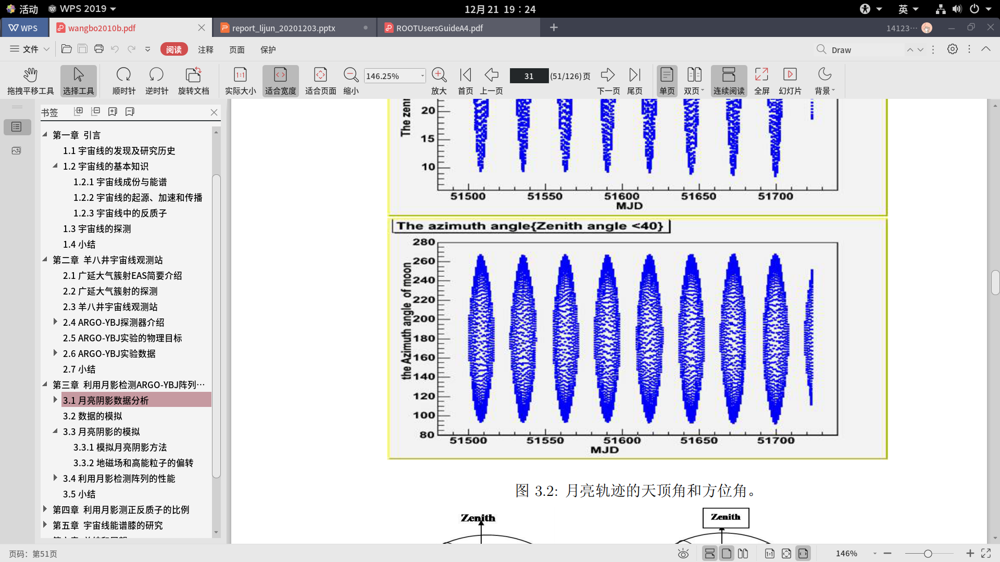 活动
WPS 2019
12月21 19：24
英
WPS
wangbo2010b.pdf
report_lijun_20201203.pptx
ROOTUsersGuideA4.pdf
14123···
文件
阅读
注释
页面
保护
Draw
拖拽平移工具
选择工具
顺时针
逆时针
旋转文档
实际大小
适合宽度
适合页面
缩小
146.25%
放大
首页
上一页
31
(51/126)页
下一页
尾页
单页
双页
连续阅读
全屏
幻灯片
背景
书签
第一章 引言
1.1 宇宙线的发现及研究历史
1.2 宇宙线的基本知识
1.2.1 宇宙线成份与能谱
1.2.2 宇宙线的起源、加速和传播
1.2.3 宇宙线中的反质子
1.3 宇宙线的探测
1.4 小结
第二章 羊八井宇宙线观测站
2.1 广延大气簇射EAS简要介绍
2.2 广延大气簇射的探测
2.3 羊八井宇宙线观测站
2.4 ARGO-YBJ探测器介绍
2.5 ARGO-YBJ实验的物理目标
2.6 ARGO-YBJ实验数据
2.7 小结
第三章 利用月影检测ARGO-YBJ阵列···
3.1 月亮阴影数据分析
3.2 数据的模拟
3.3 月亮阴影的模拟
3.3.1 模拟月亮阴影方法
3.3.2 地磁场和高能粒子的偏转
3.4 利用月影检测阵列的性能
3.5 小结
第四章 利用月影测正反质子的比例
第五章 宇宙线能谱膝的研究
The zeni
20
15
10
51500 51550 51600 51650 51700
MJD
The azimuth angle{Zenith angle <40}
the Azimuth angle of moon
280
260
240
220
200
180
160
140
120
100
80
51500 51550 51600 51650 51700
MJD
图 3.2: 月亮轨迹的天顶角和方位角。
Zenith
Zenith
页码：第51页
146%